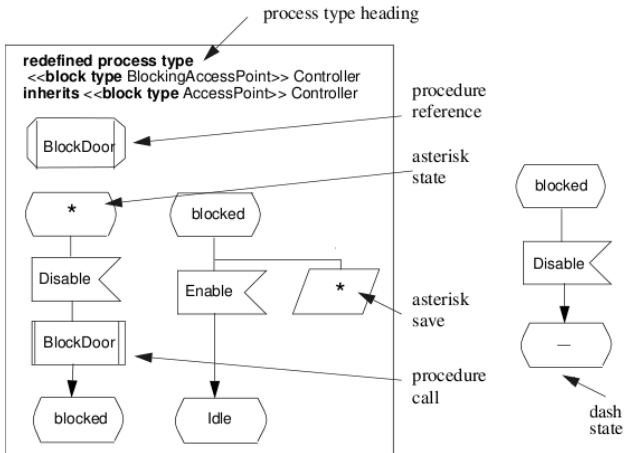 process type heading
redefined process type
<<block type BlockingAccessPoint>> Controller
inherits <<block type AccessPoint>> Controller
procedure
reference
BlockDoor
asterisk
state
*
blocked
blocked
Disable
Enable
*
Disable
asterisk
save
BlockDoor
—
procedure
call
blocked
Idle
dash
state